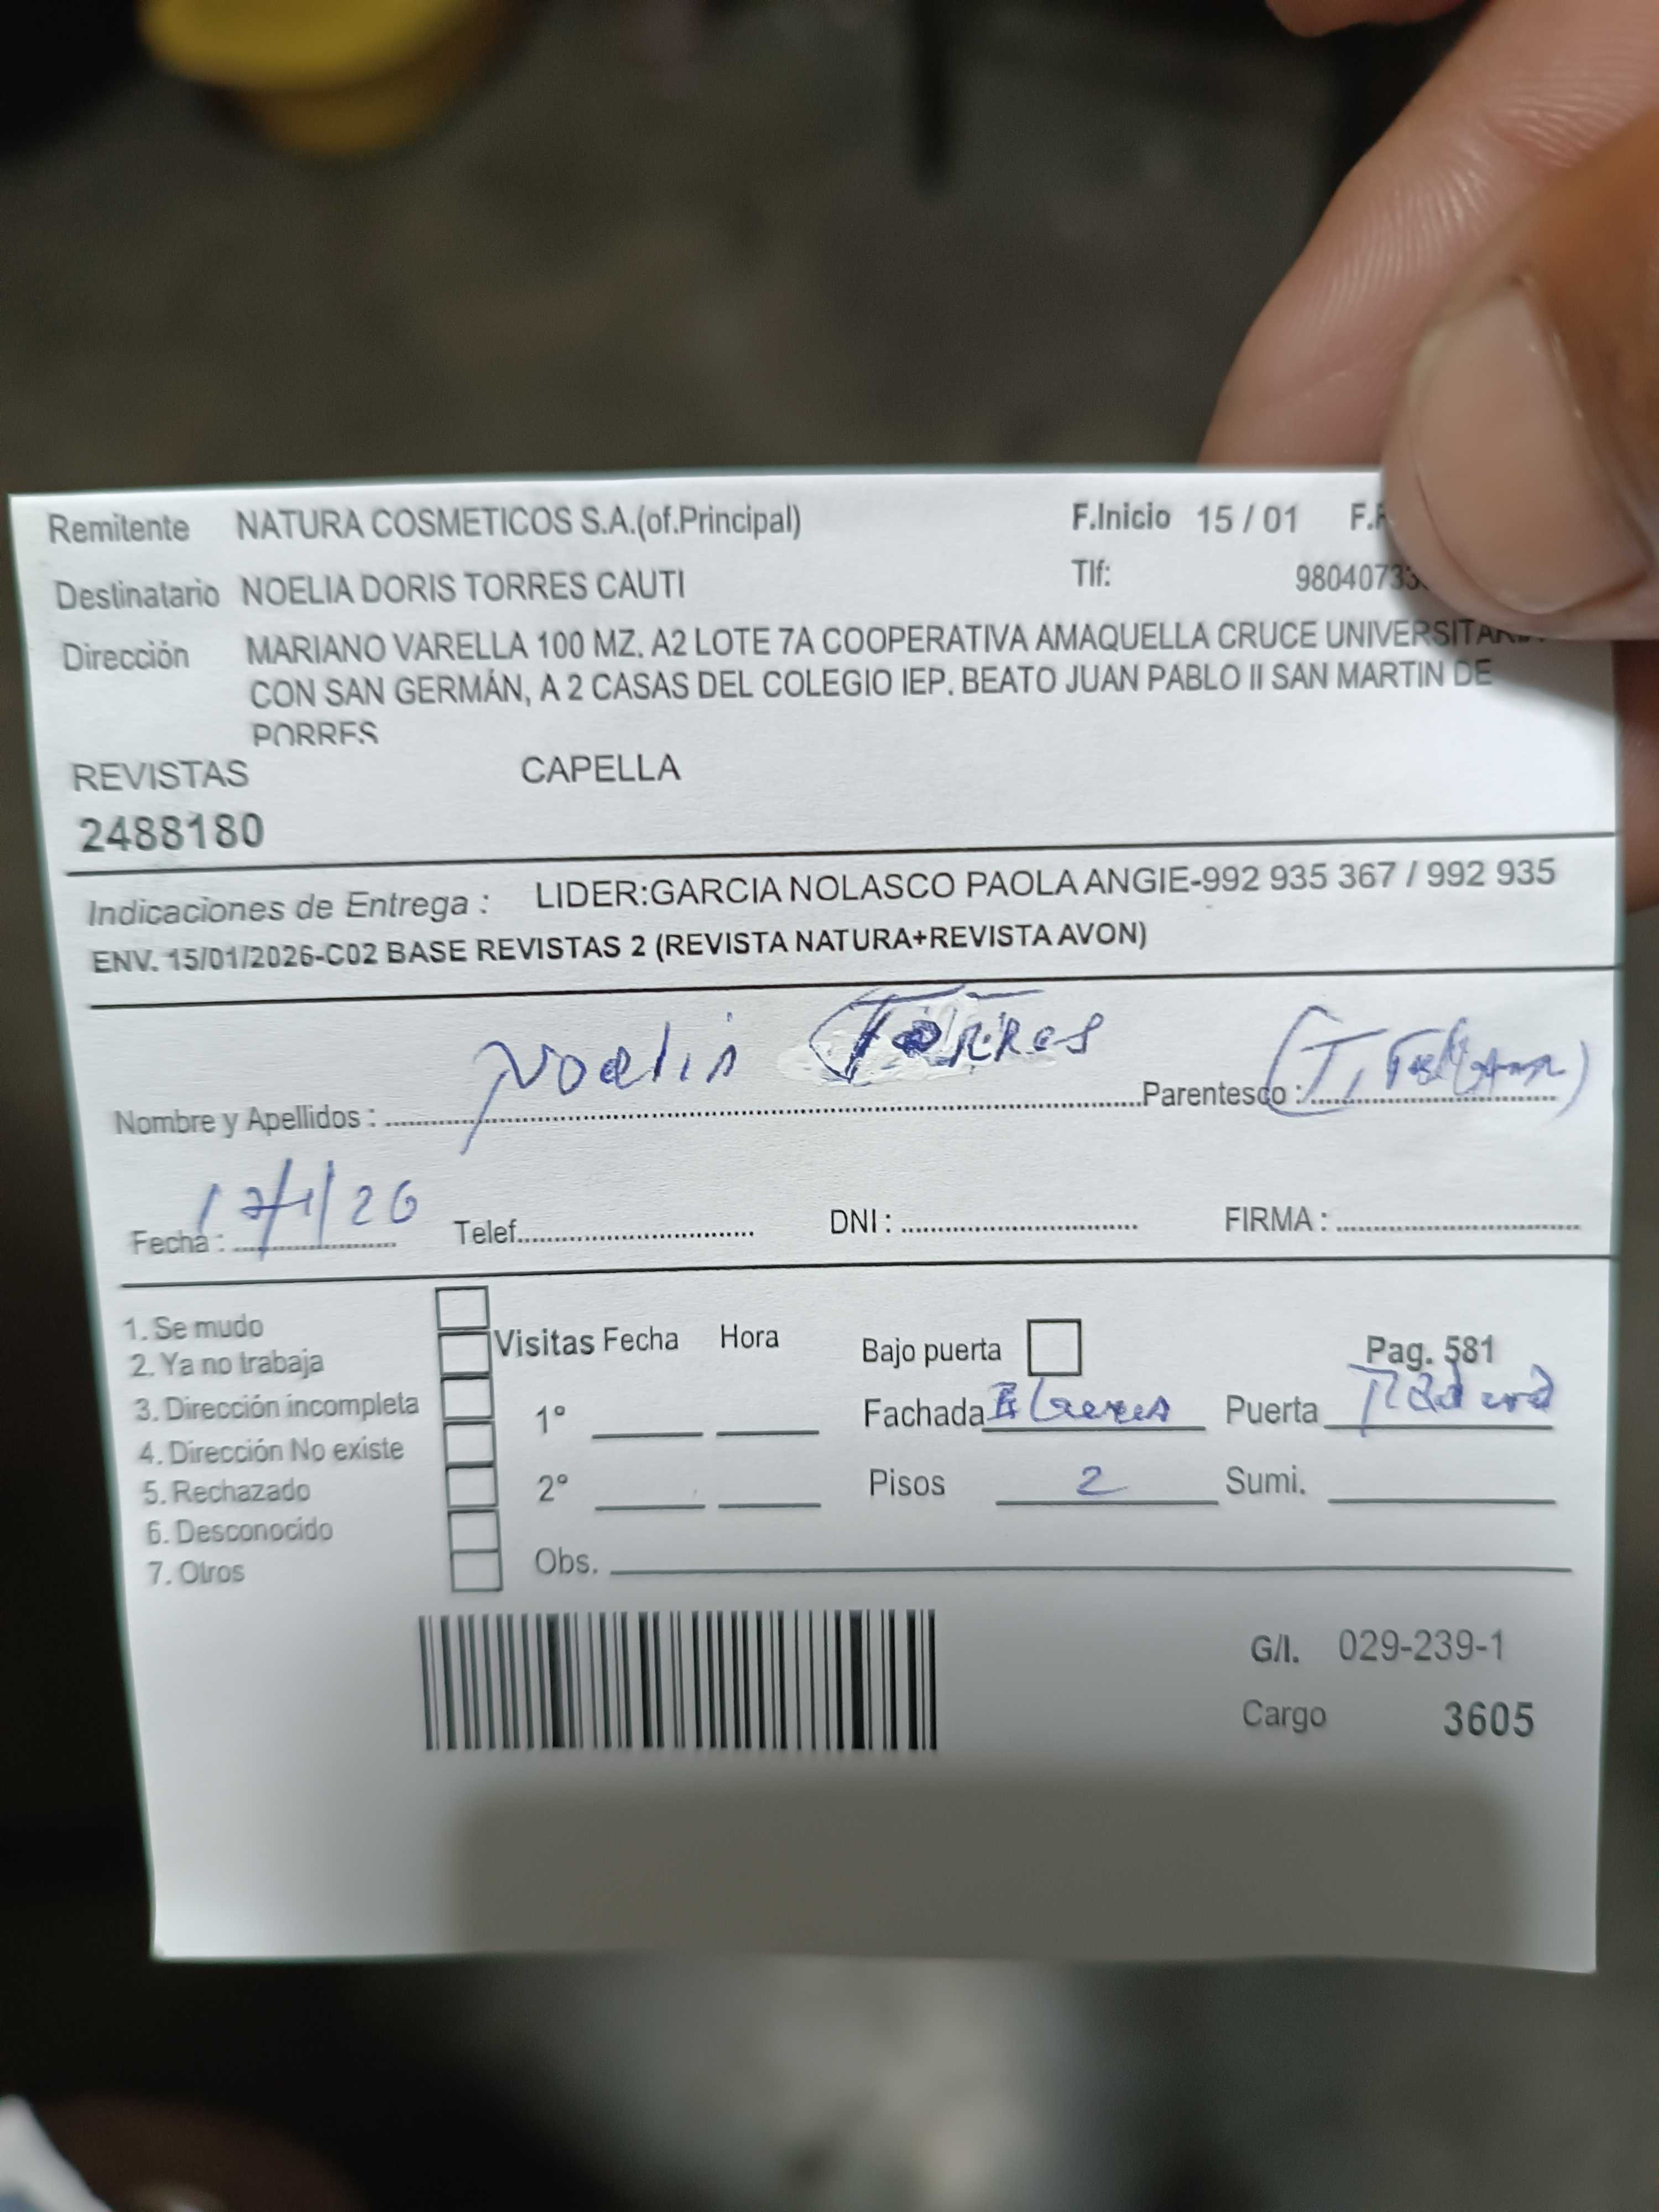 Remitente NATURA COSMETICOS S.A.(of.Principal) F.Inicio 15 / 01 F.
Destinatario NOELIA DORIS TORRES CAUTI Tlf: 98040733
Dirección MARIANO VARELLA 100 MZ. A2 LOTE 7A COOPERATIVA AMAQUELLA CRUCE UNIVERSITARIA
CON SAN GERMÁN, A 2 CASAS DEL COLEGIO IEP. BEATO JUAN PABLO II SAN MARTIN DE
PORRES
REVISTAS CAPELLA
2488180
Indicaciones de Entrega : LIDER:GARCIA NOLASCO PAOLA ANGIE-992 935 367 / 992 935
ENV. 15/01/2026-C02 BASE REVISTAS 2 (REVISTA NATURA+REVISTA AVON)
Nombre y Apellidos : Noelia Torres Parentesco :
Fecha : 17/1/26 Telef. DNI : FIRMA :
1. Se mudo
2. Ya no trabaja Visitas Fecha Hora Bajo puerta Pag. 581
3. Dirección incompleta 1° Fachada Puerta
4. Dirección No existe
5. Rechazado 2° Pisos 2 Sumi.
6. Desconocido
7. Otros Obs.
G/I. 029-239-1
Cargo 3605